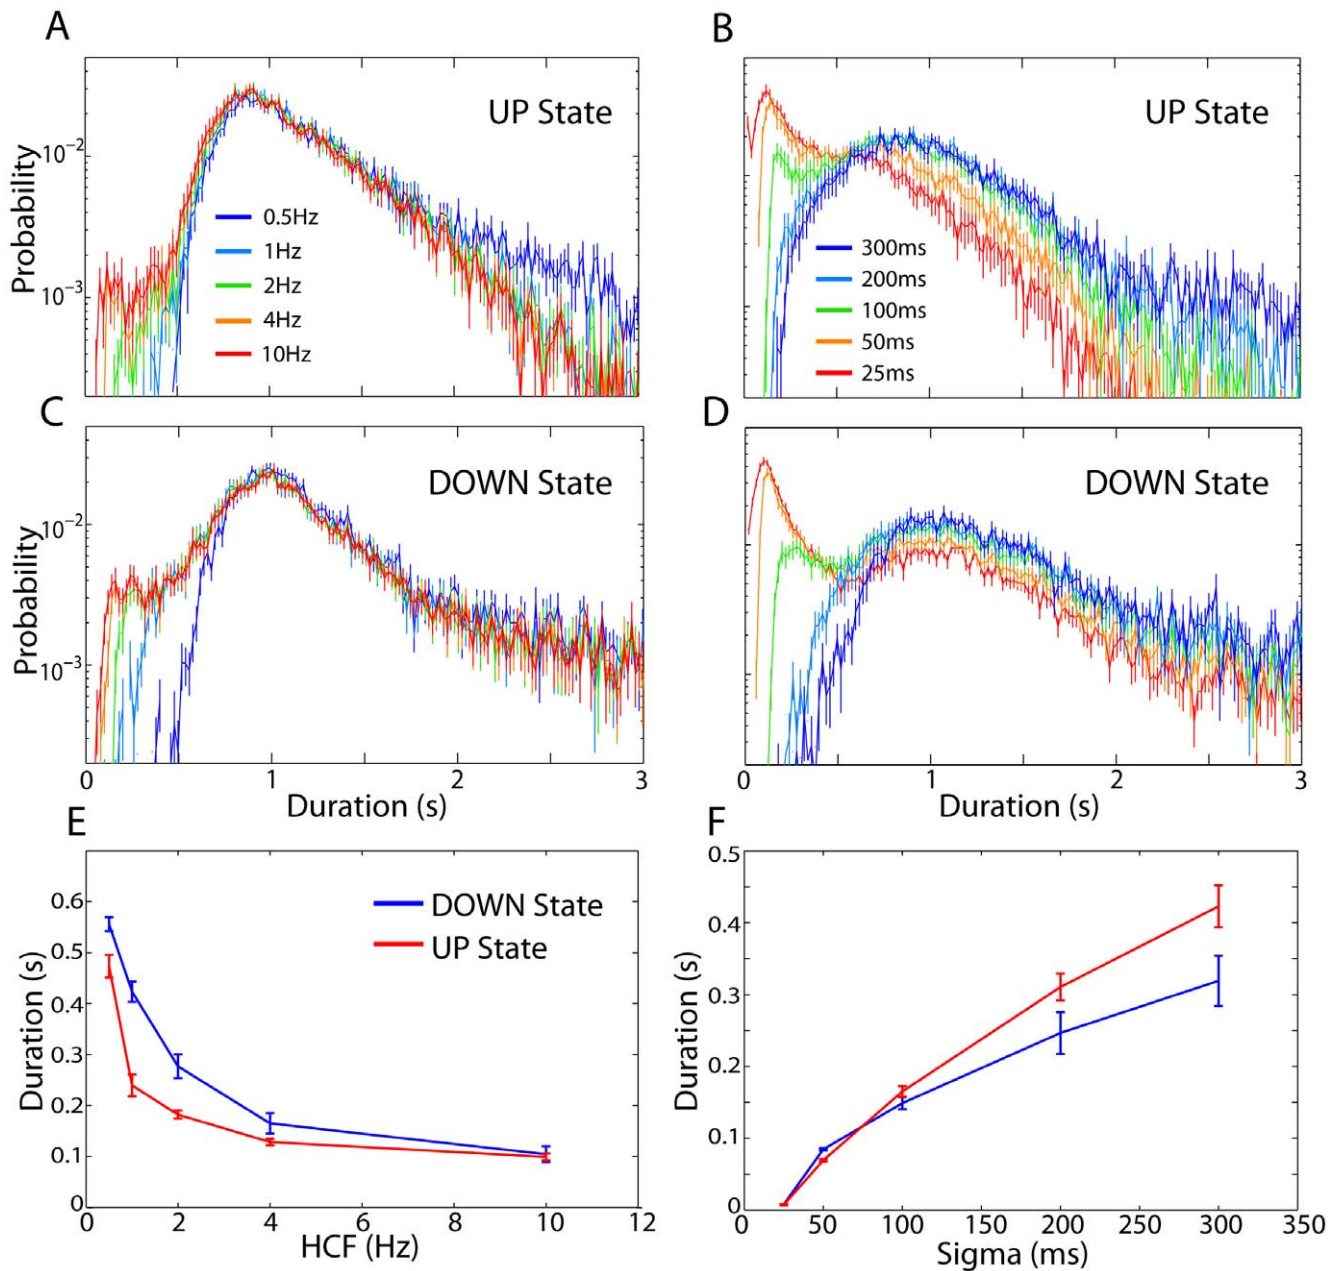 A
B
UP State
UP State
Probability
10−2
10−3
0.5Hz
1Hz
2Hz
4Hz
10Hz
300ms
200ms
100ms
50ms
25ms
C
D
DOWN State
DOWN State
Probability
10−2
10−3
0 1 2 3
0 1 2 3
Duration (s)
Duration (s)
E
F
DOWN State
UP State
Duration (s)
0.6
0.5
0.4
0.3
0.2
0.1
0
0 2 4 6 8 10 12
HCF (Hz)
Duration (s)
0.5
0.4
0.3
0.2
0.1
0
0 50 100 150 200 250 300 350
Sigma (ms)